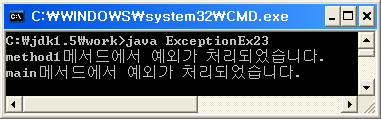 C:₩WINDOWS₩system32₩CMD.exe
C:₩jdk1.5₩work>java ExceptionEx23
method1메서드에서 예외가 처리되었습니다.
main메서드에서 예외가 처리되었습니다.